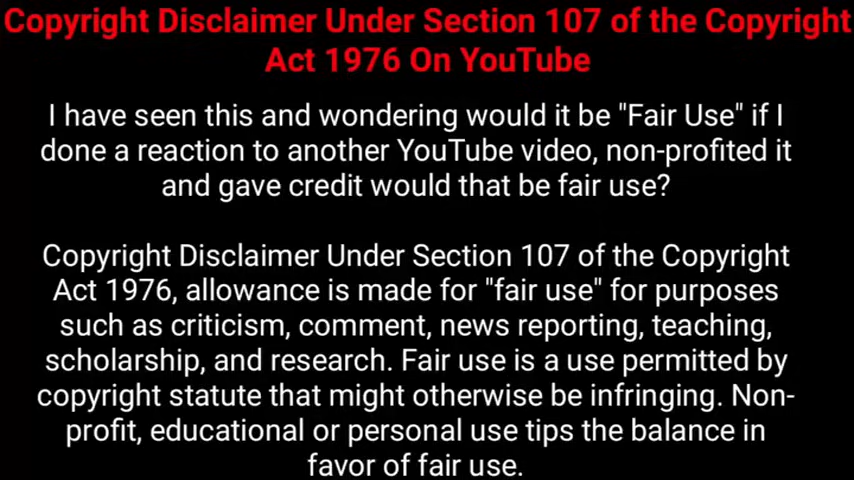 Copyright Disclaimer Under Section 107 of the Copyright
Act 1976 On YouTube
I have seen this and wondering would it be "Fair Use" if I
done a reaction to another YouTube video, non-profited it
and gave credit would that be fair use?
Copyright Disclaimer Under Section 107 of the Copyright
Act 1976, allowance is made for "fair use" for purposes
such as criticism, comment, news reporting, teaching,
scholarship, and research. Fair use is a use permitted by
copyright statute that might otherwise be infringing. Non-
profit, educational or personal use tips the balance in
favor of fair use.